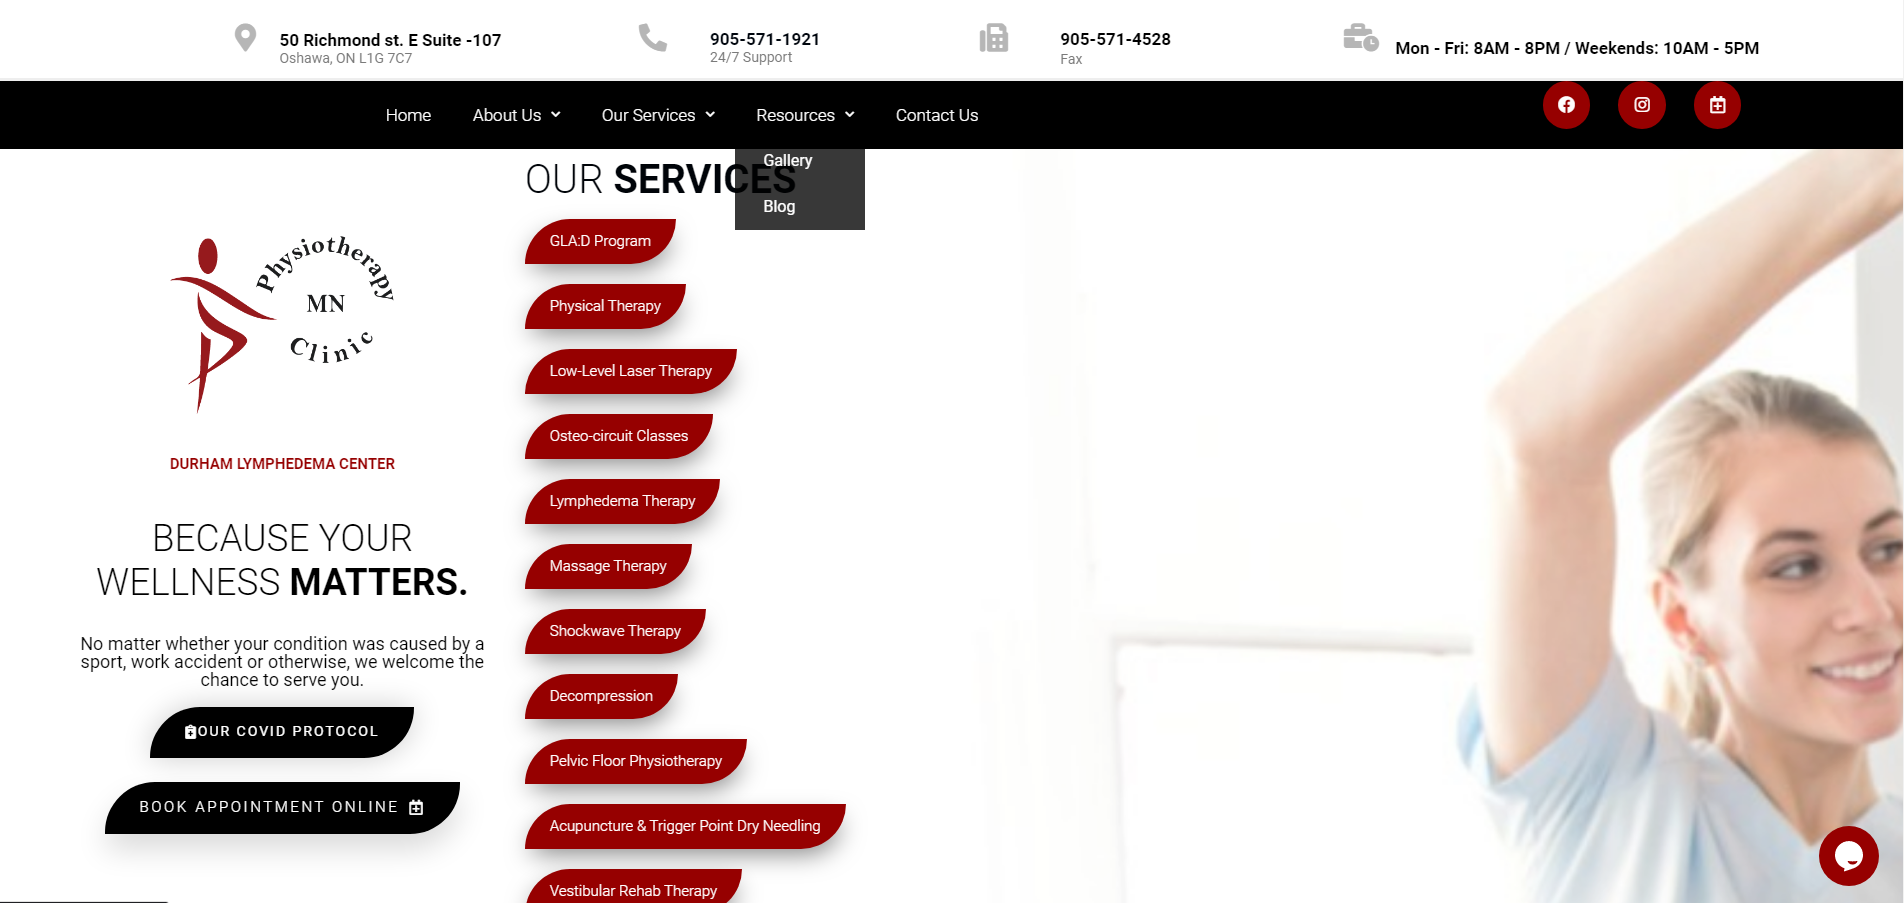 50 Richmond st. E Suite -107
Oshawa, ON L1G 7C7
905-571-1921
24/7 Support
905-571-4528
Fax
Mon - Fri: 8AM - 8PM / Weekends: 10AM - 5PM
Home
About Us
Our Services
Resources
Contact Us
Gallery
Blog
Physiotherapy
MN
Clinic
DURHAM LYMPHEDEMA CENTER
BECAUSE YOUR
WELLNESS MATTERS.
No matter whether your condition was caused by a
sport, work accident or otherwise, we welcome the
chance to serve you.
OUR COVID PROTOCOL
BOOK APPOINTMENT ONLINE
OUR SERVICES
GLA:D Program
Physical Therapy
Low-Level Laser Therapy
Osteo-circuit Classes
Lymphedema Therapy
Massage Therapy
Shockwave Therapy
Decompression
Pelvic Floor Physiotherapy
Acupuncture & Trigger Point Dry Needling
Vestibular Rehab Therapy